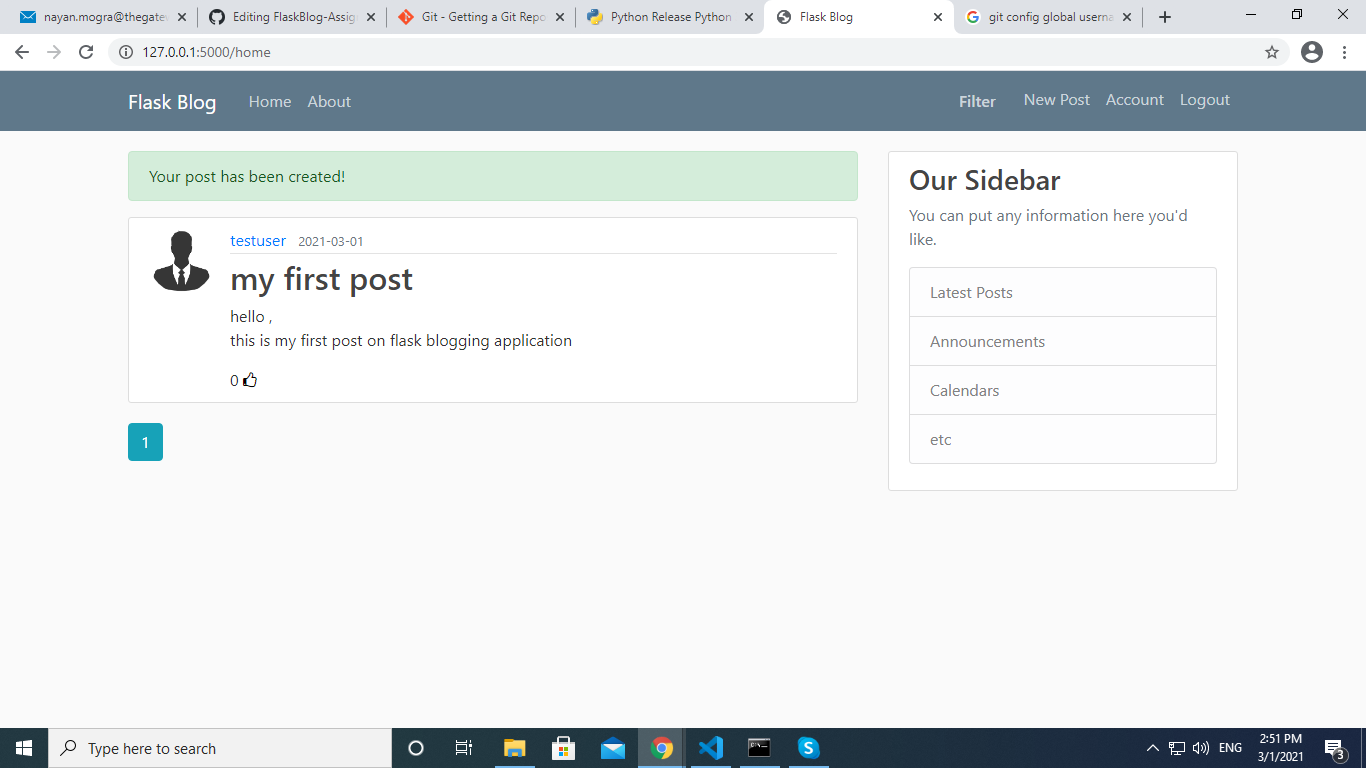 nayan.mogra@thegatew
Editing FlaskBlog-Assig
Git - Getting a Git Repo
Python Release Python
Flask Blog
git config global userna
127.0.0.1:5000/home
Flask Blog
Home
About
Filter
New Post
Account
Logout
Your post has been created!
testuser 2021-03-01
my first post
hello ,
this is my first post on flask blogging application
0
1
Our Sidebar
You can put any information here you'd
like.
Latest Posts
Announcements
Calendars
etc
Type here to search
ENG
2:51 PM
3/1/2021
3